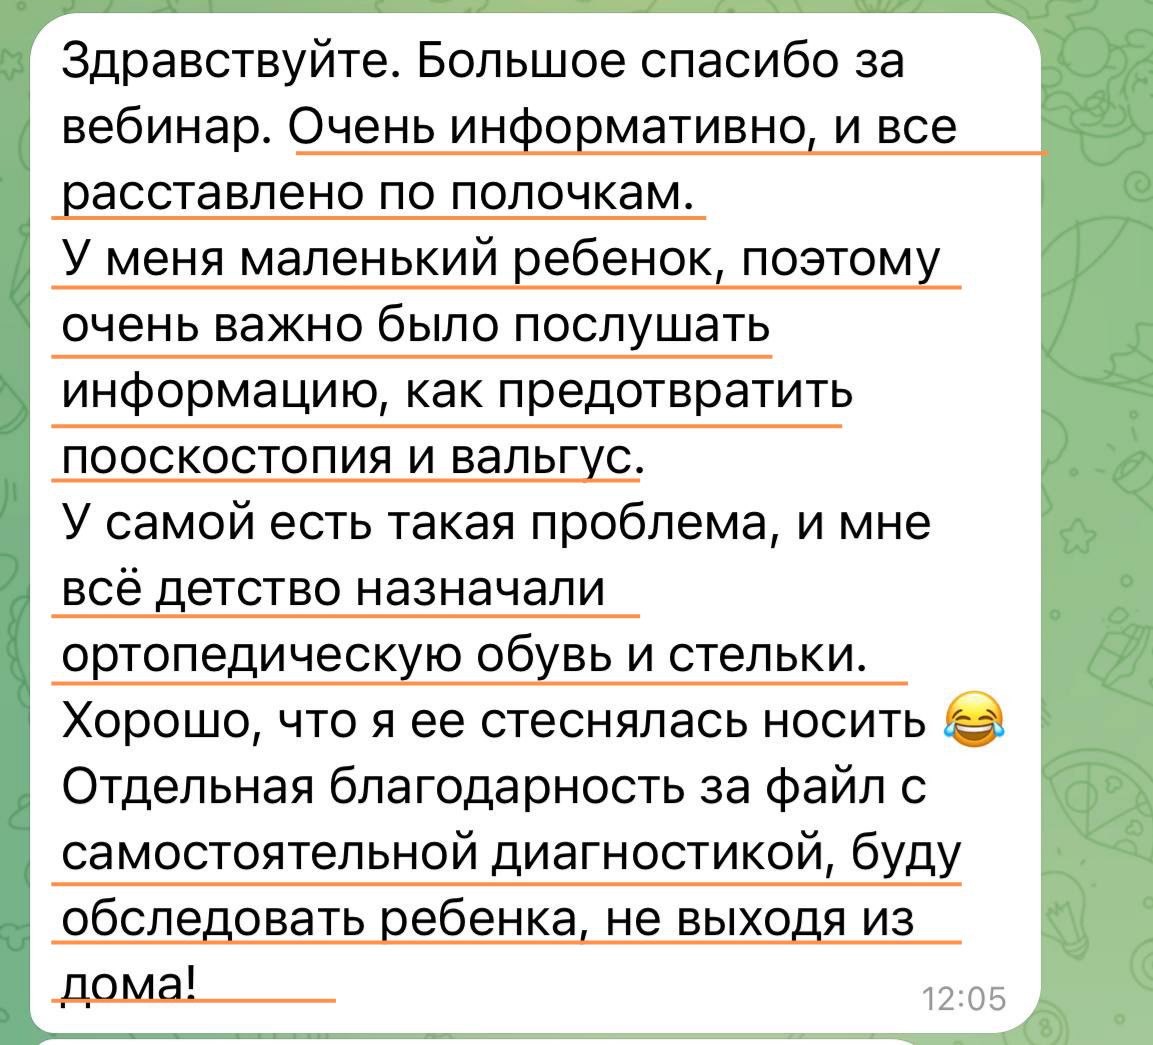 Здравствуйте. Большое спасибо за
вебинар. Очень информативно, и все
расставлено по полочкам.
У меня маленький ребенок, поэтому
очень важно было послушать
информацию, как предотвратить
пооскостопия и вальгус.
У самой есть такая проблема, и мне
всё детство назначали
ортопедическую обувь и стельки.
Хорошо, что я ее стеснялась носить 😂
Отдельная благодарность за файл с
самостоятельной диагностикой, буду
обследовать ребенка, не выходя из
дома!
12:05